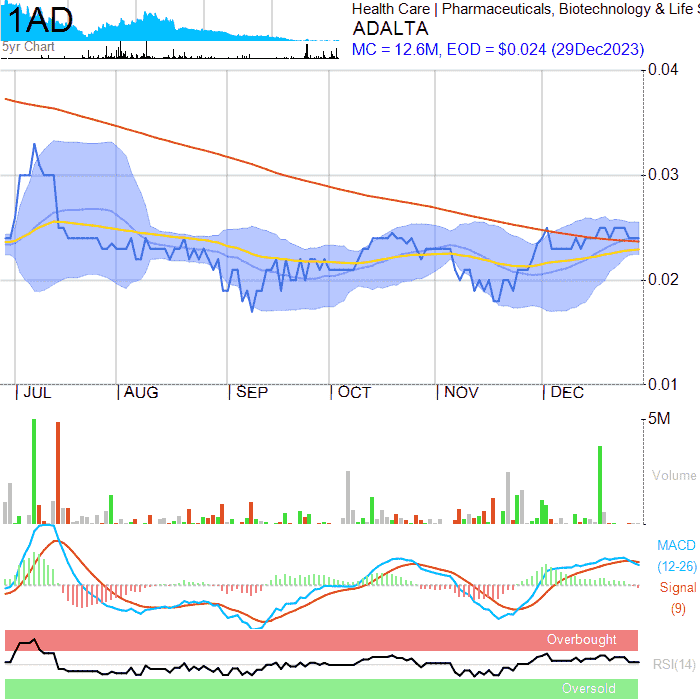 1AD
5yr Chart
Health Care | Pharmaceuticals, Biotechnology & Life S
ADALTA
MC = 12.6M, EOD = $0.024 (29Dec2023)
0.04
0.03
0.02
0.01
JUL
AUG
SEP
OCT
NOV
DEC
5M
Volume
MACD
(12-26)
Signal
(9)
Overbought
RSI(14)
Oversold